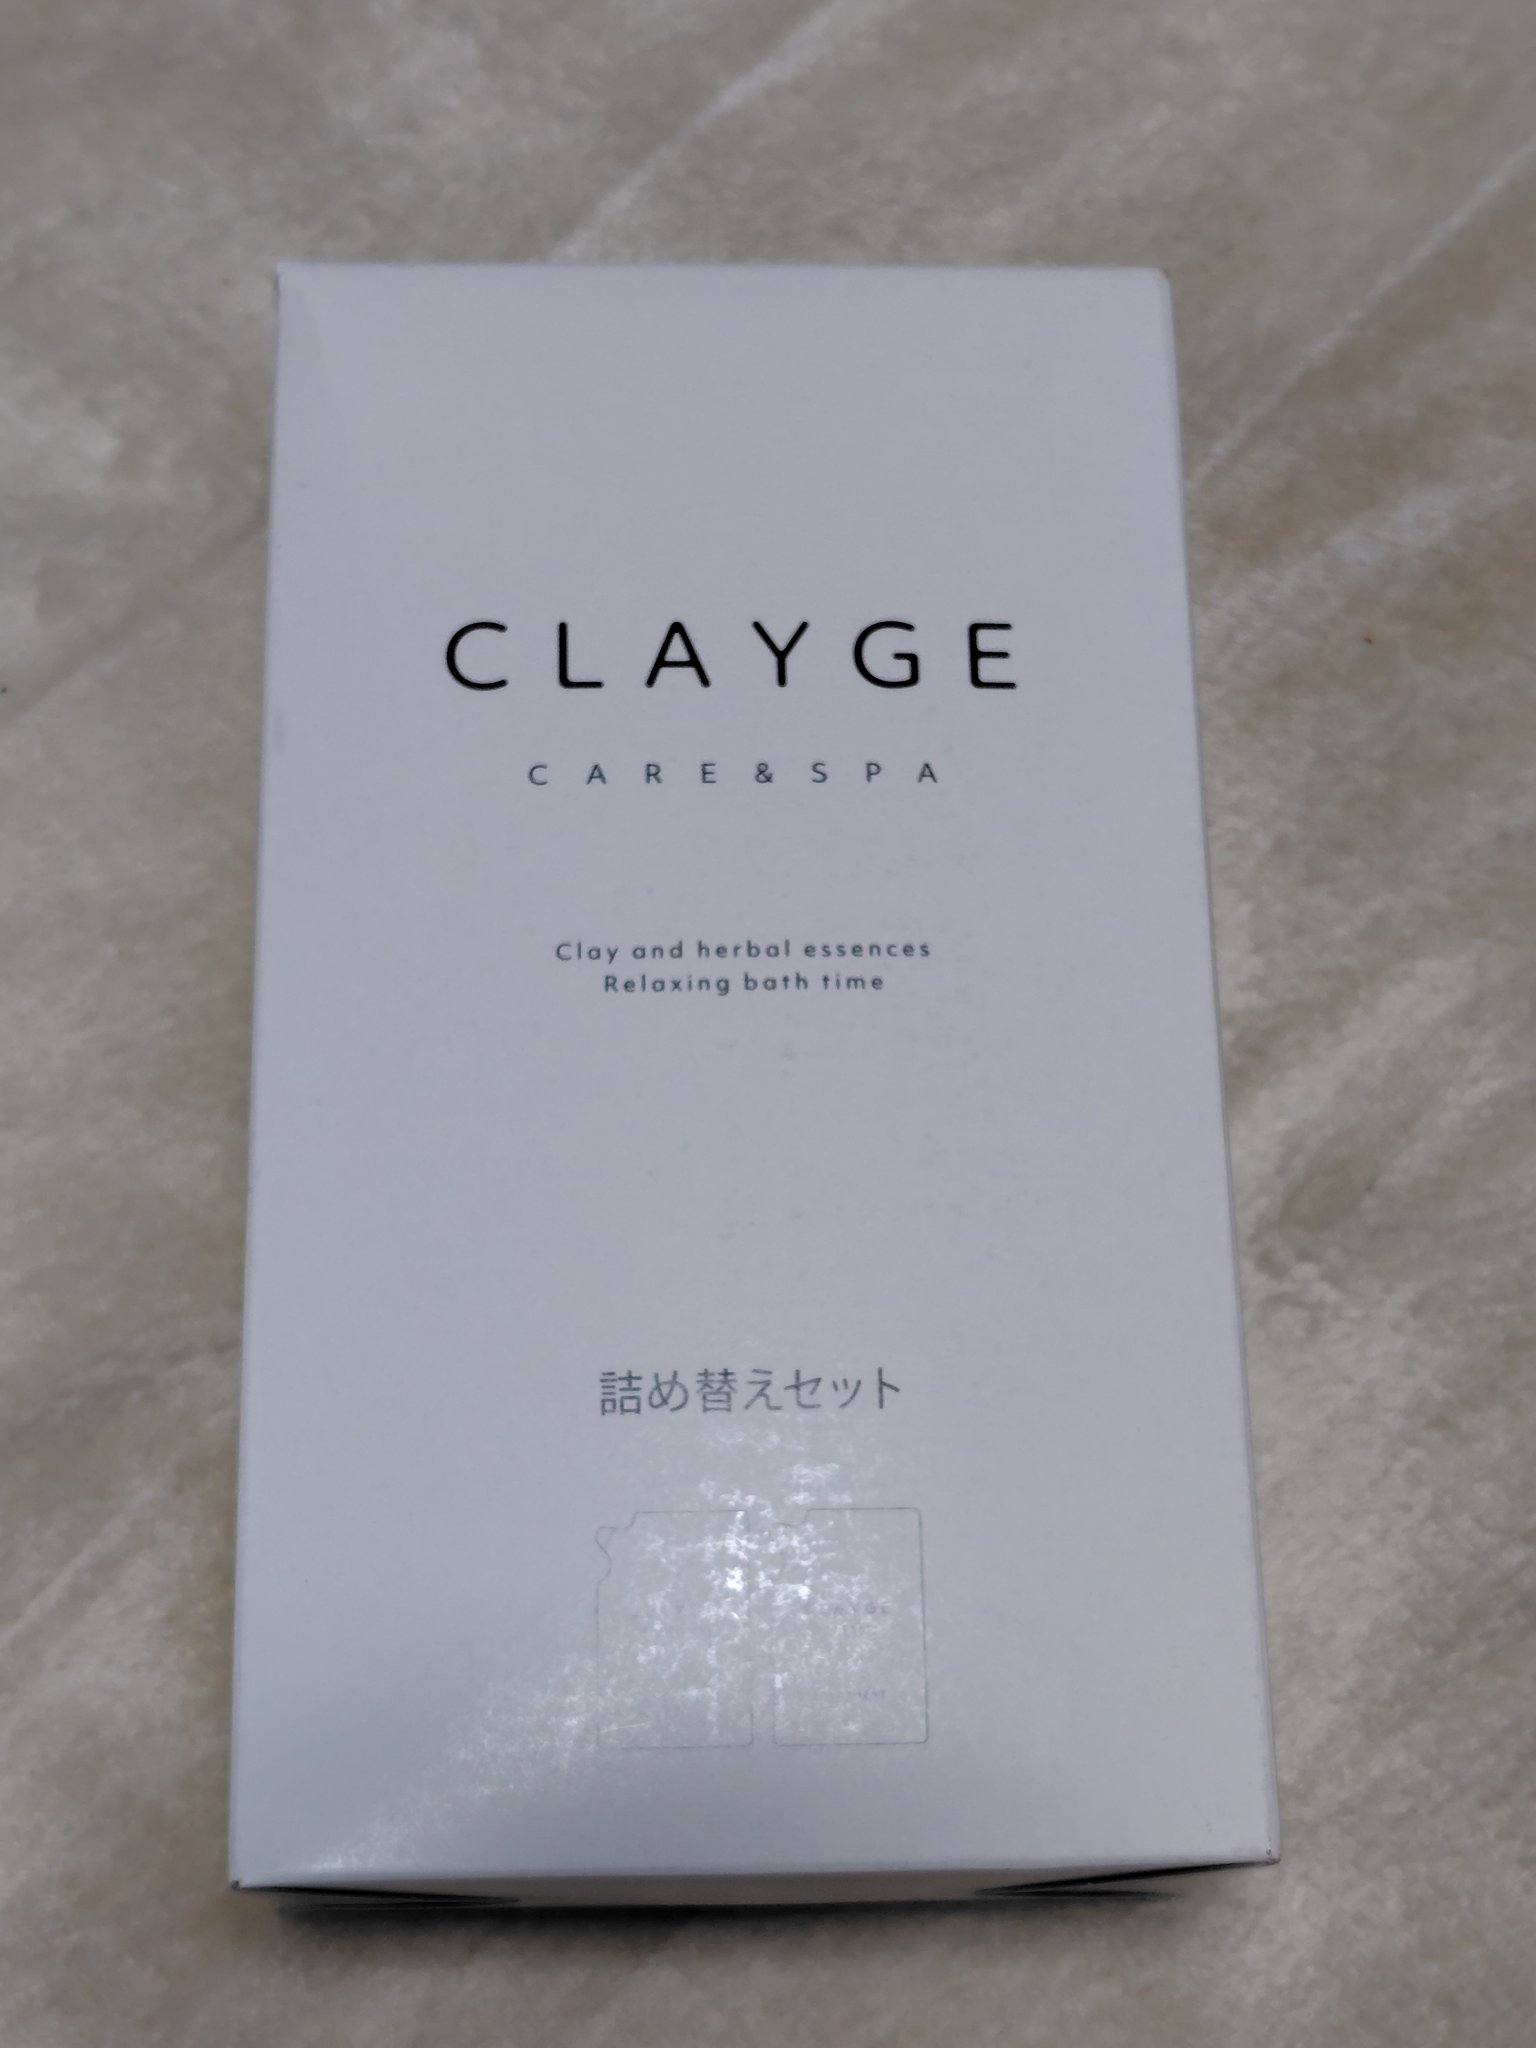 CLAYGE
CARE&SPA
Clay and herbal essences
Relaxing bath time
詰め替えセット